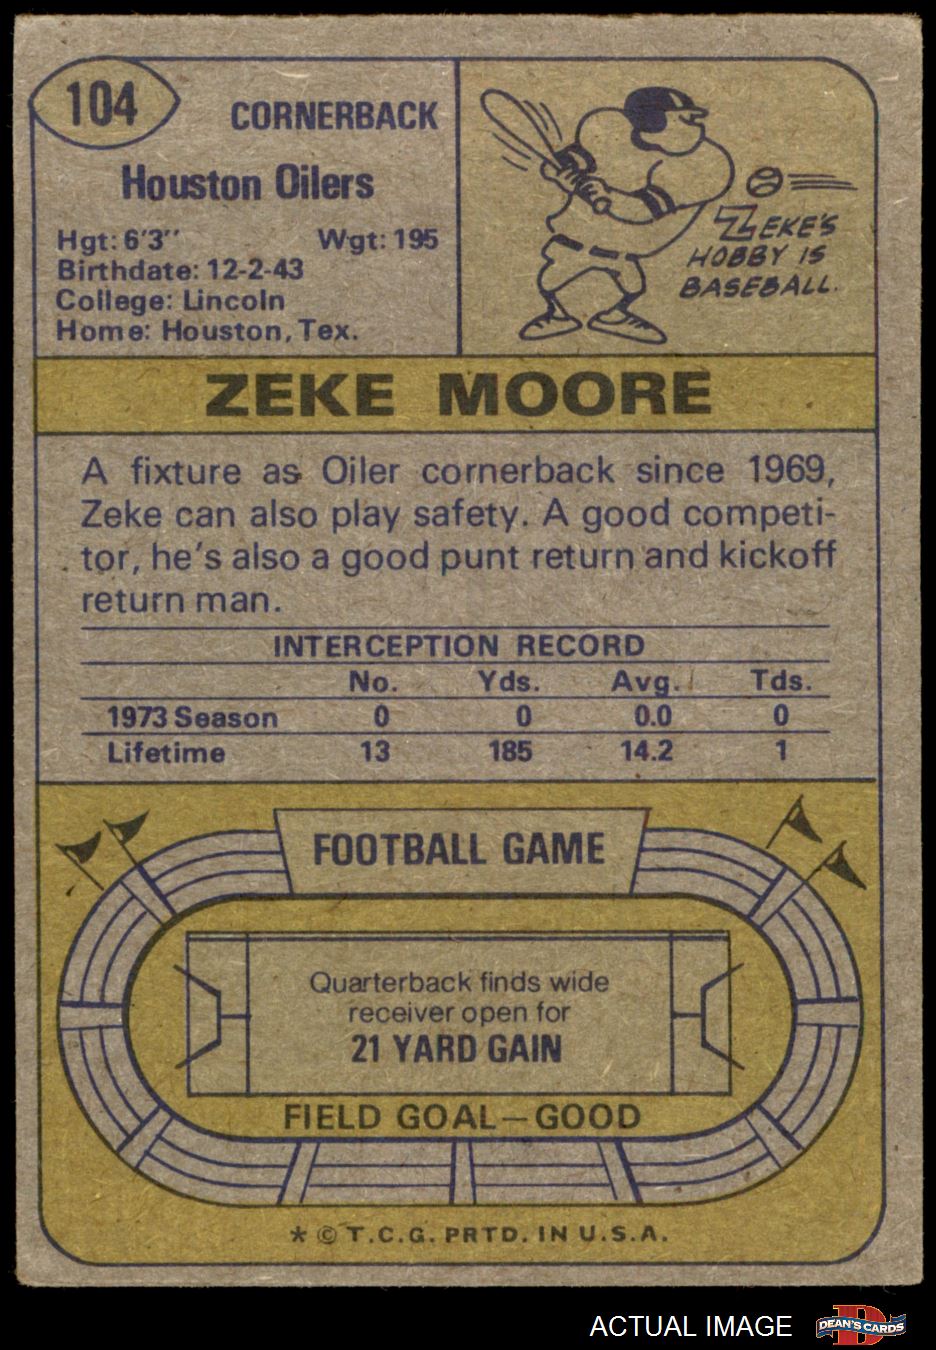 104
CORNERBACK
Houston Oilers
Hgt: 6'3" Wgt: 195
Birthdate: 12-2-43
College: Lincoln
Home: Houston, Tex.
ZEKE'S
HOBBY IS
BASEBALL.
ZEKE MOORE
A fixture as Oiler cornerback since 1969,
Zeke can also play safety. A good competi-
tor, he's also a good punt return and kickoff
return man.
INTERCEPTION RECORD
No. Yds. Avg. Tds.
1973 Season 0 0 0.0 0
Lifetime 13 185 14.2 1
FOOTBALL GAME
Quarterback finds wide
receiver open for
21 YARD GAIN
FIELD GOAL—GOOD
* © T.C.G. PRTD. IN U.S.A.
ACTUAL IMAGE
DEAN'S CARDS